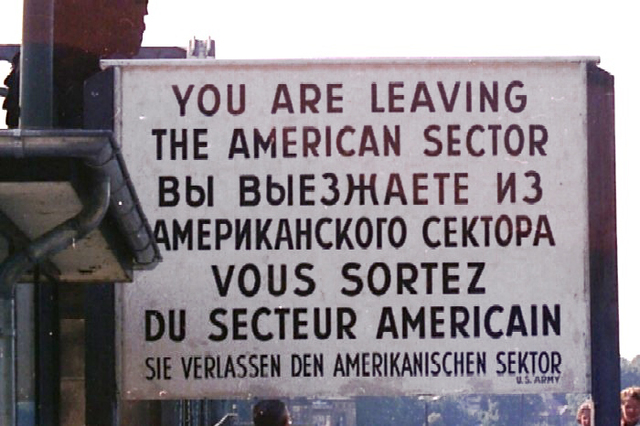 YOU ARE LEAVING
THE AMERICAN SECTOR
ВЫ ВЫЕЗЖАЕТЕ ИЗ
АМЕРИКАНСКОГО СЕКТОРА
VOUS SORTEZ
DU SECTEUR AMERICAIN
SIE VERLASSEN DEN AMERIKANISCHEN SEKTOR
U.S. ARMY